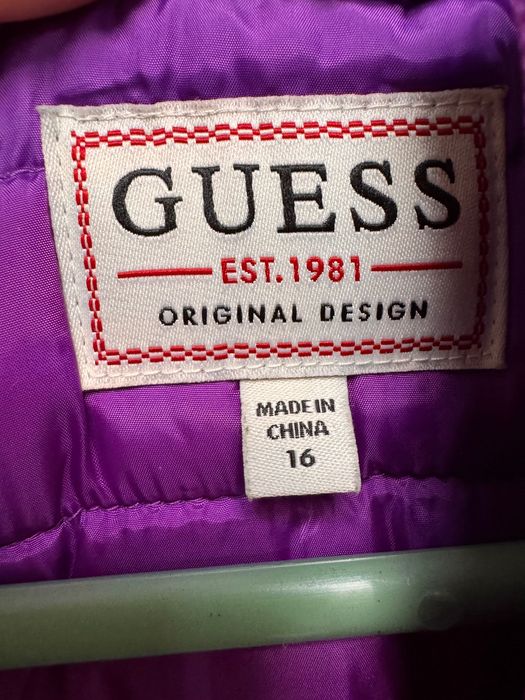 GUESS
EST.1981
ORIGINAL DESIGN
MADE IN
CHINA
16